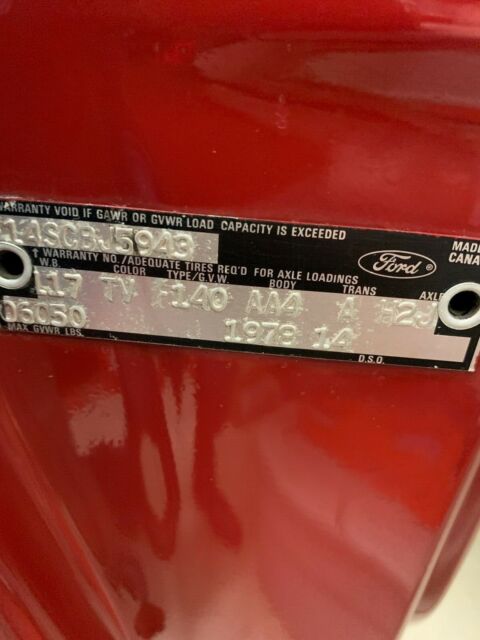 WARRANTY VOID IF GAWR OR GVWR LOAD CAPACITY IS EXCEEDED
14SCBJ5943
Ford
MADE
CANA
† WARRANTY NO./ADEQUATE TIRES REQ'D FOR AXLE LOADINGS
W.B. COLOR TYPE/G.V.W. BODY TRANS AXLE
L17 TV F140 AA4 A H2J
06050 1978 14
MAX. GVWR LBS. D.S.O.